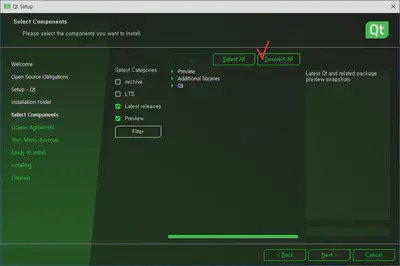 Qt Setup
Select Components
Please select the components you want to install.
Qt
Welcome
Open Source Obligations
Setup - Qt
Installation Folder
Select Components
License Agreement
Start Menu shortcuts
Ready to Install
Installing
Finished
Select Categories
Archive
LTS
Latest releases
Preview
Filter
Select All
Deselect All
Preview
Additional libraries
Qt
Latest Qt and related package
preview snapshots
< Back
Next >
Cancel